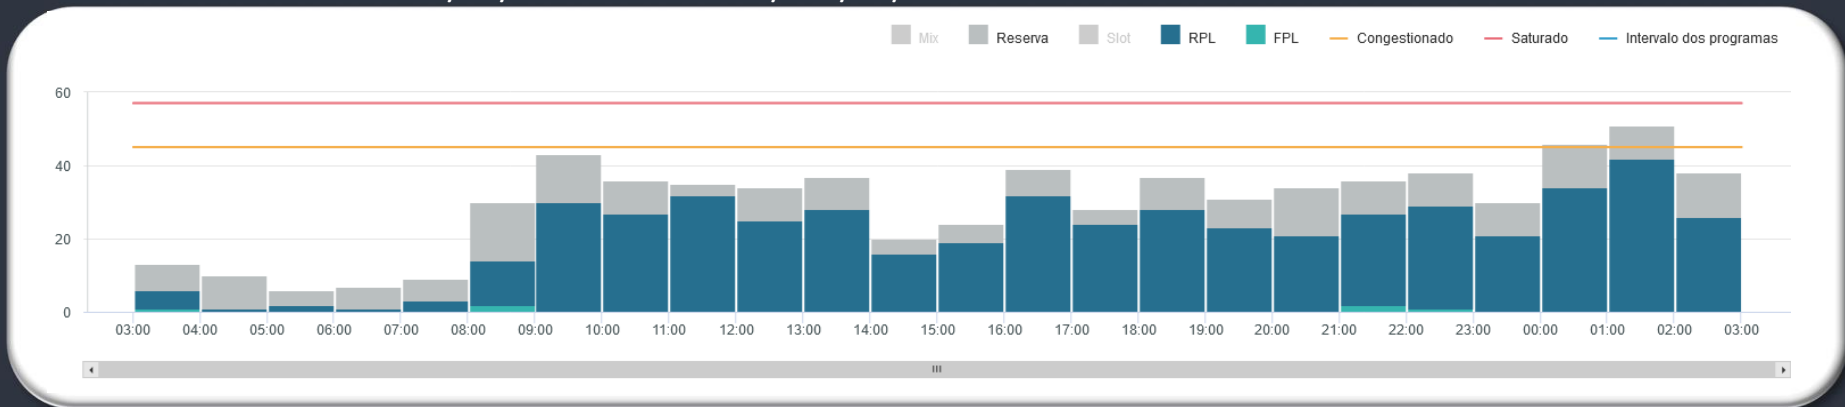 Mix Reserva Slot RPL FPL Congestionado Saturado Intervalo dos programas
60
40
20
0
03:00 04:00 05:00 06:00 07:00 08:00 09:00 10:00 11:00 12:00 13:00 14:00 15:00 16:00 17:00 18:00 19:00 20:00 21:00 22:00 23:00 00:00 01:00 02:00 03:00